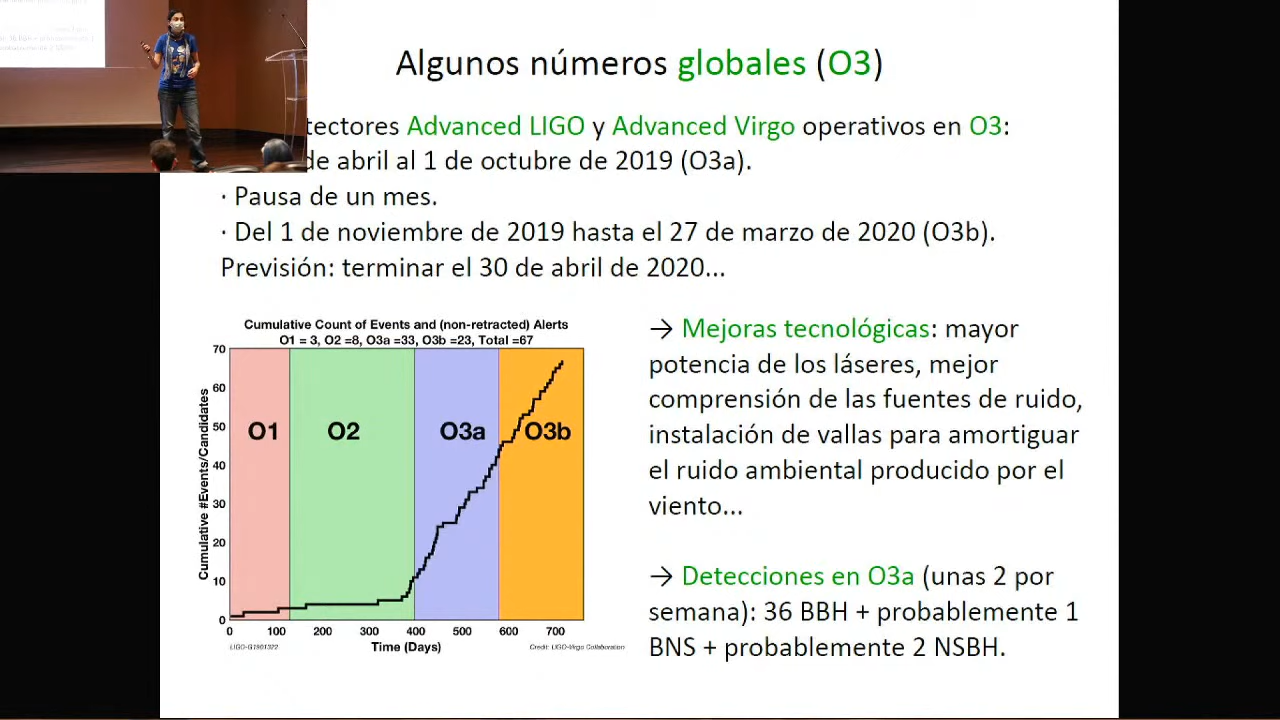 Algunos números globales (O3)
tectores Advanced LIGO y Advanced Virgo operativos en O3:
de abril al 1 de octubre de 2019 (O3a).
· Pausa de un mes.
· Del 1 de noviembre de 2019 hasta el 27 de marzo de 2020 (O3b).
Previsión: terminar el 30 de abril de 2020...
Cumulative Count of Events and (non-retracted) Alerts
O1 = 3, O2 =8, O3a =33, O3b =23, Total =67
Cumulative #Events/Candidates
70
60
50
40
30
20
10
0
O1
O2
O3a
O3b
0 100 200 300 400 500 600 700
Time (Days)
LIGO-G1901322
Credit: LIGO-Virgo Collaboration
→ Mejoras tecnológicas: mayor
potencia de los láseres, mejor
comprensión de las fuentes de ruido,
instalación de vallas para amortiguar
el ruido ambiental producido por el
viento...
→ Detecciones en O3a (unas 2 por
semana): 36 BBH + probablemente 1
BNS + probablemente 2 NSBH.